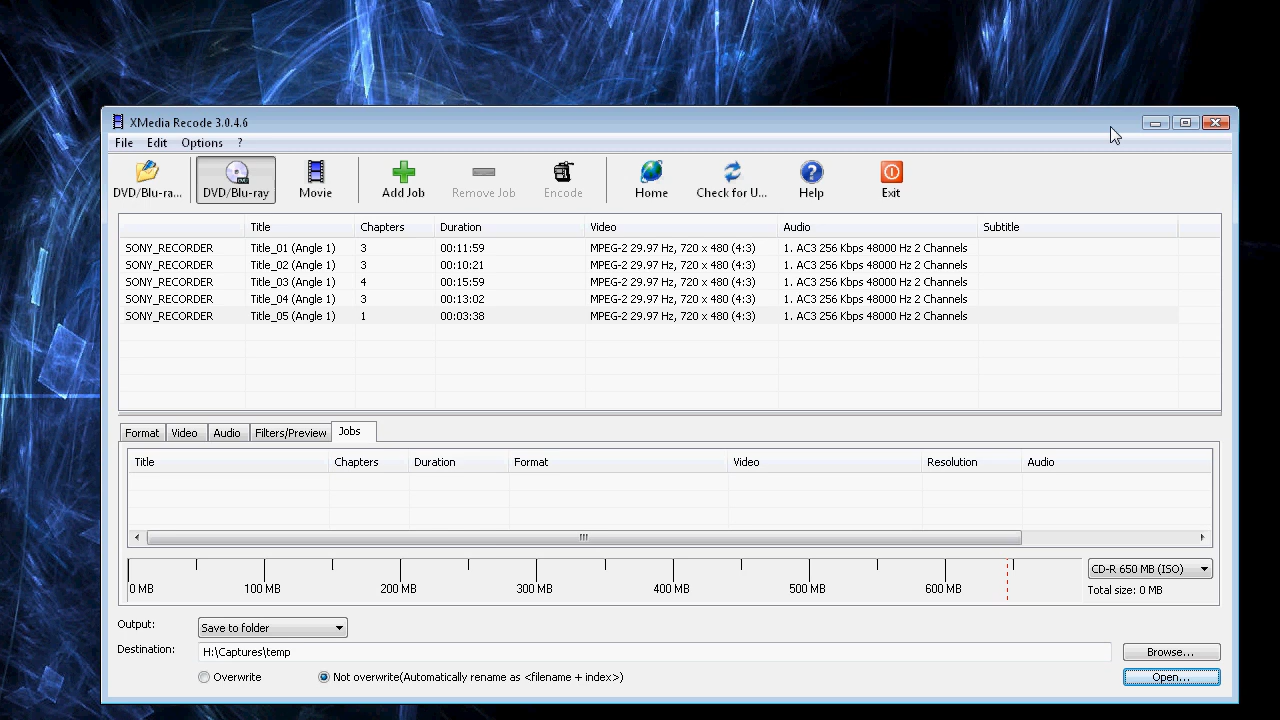 XMedia Recode 3.0.4.6
File Edit Options ?
DVD/Blu-ra... DVD/Blu-ray Movie Add Job Remove Job Encode Home Check for U... Help Exit
Title Chapters Duration Video Audio Subtitle
SONY_RECORDER Title_01 (Angle 1) 3 00:11:59 MPEG-2 29.97 Hz, 720 x 480 (4:3) 1. AC3 256 Kbps 48000 Hz 2 Channels
SONY_RECORDER Title_02 (Angle 1) 3 00:10:21 MPEG-2 29.97 Hz, 720 x 480 (4:3) 1. AC3 256 Kbps 48000 Hz 2 Channels
SONY_RECORDER Title_03 (Angle 1) 4 00:15:59 MPEG-2 29.97 Hz, 720 x 480 (4:3) 1. AC3 256 Kbps 48000 Hz 2 Channels
SONY_RECORDER Title_04 (Angle 1) 3 00:13:02 MPEG-2 29.97 Hz, 720 x 480 (4:3) 1. AC3 256 Kbps 48000 Hz 2 Channels
SONY_RECORDER Title_05 (Angle 1) 1 00:03:38 MPEG-2 29.97 Hz, 720 x 480 (4:3) 1. AC3 256 Kbps 48000 Hz 2 Channels
Format Video Audio Filters/Preview Jobs
Title Chapters Duration Format Video Resolution Audio
CD-R 650 MB (ISO)
0 MB 100 MB 200 MB 300 MB 400 MB 500 MB 600 MB Total size: 0 MB
Output: Save to folder
Destination: H:\Captures\temp Browse...
Overwrite Not overwrite(Automatically rename as <filename + index>) Open...